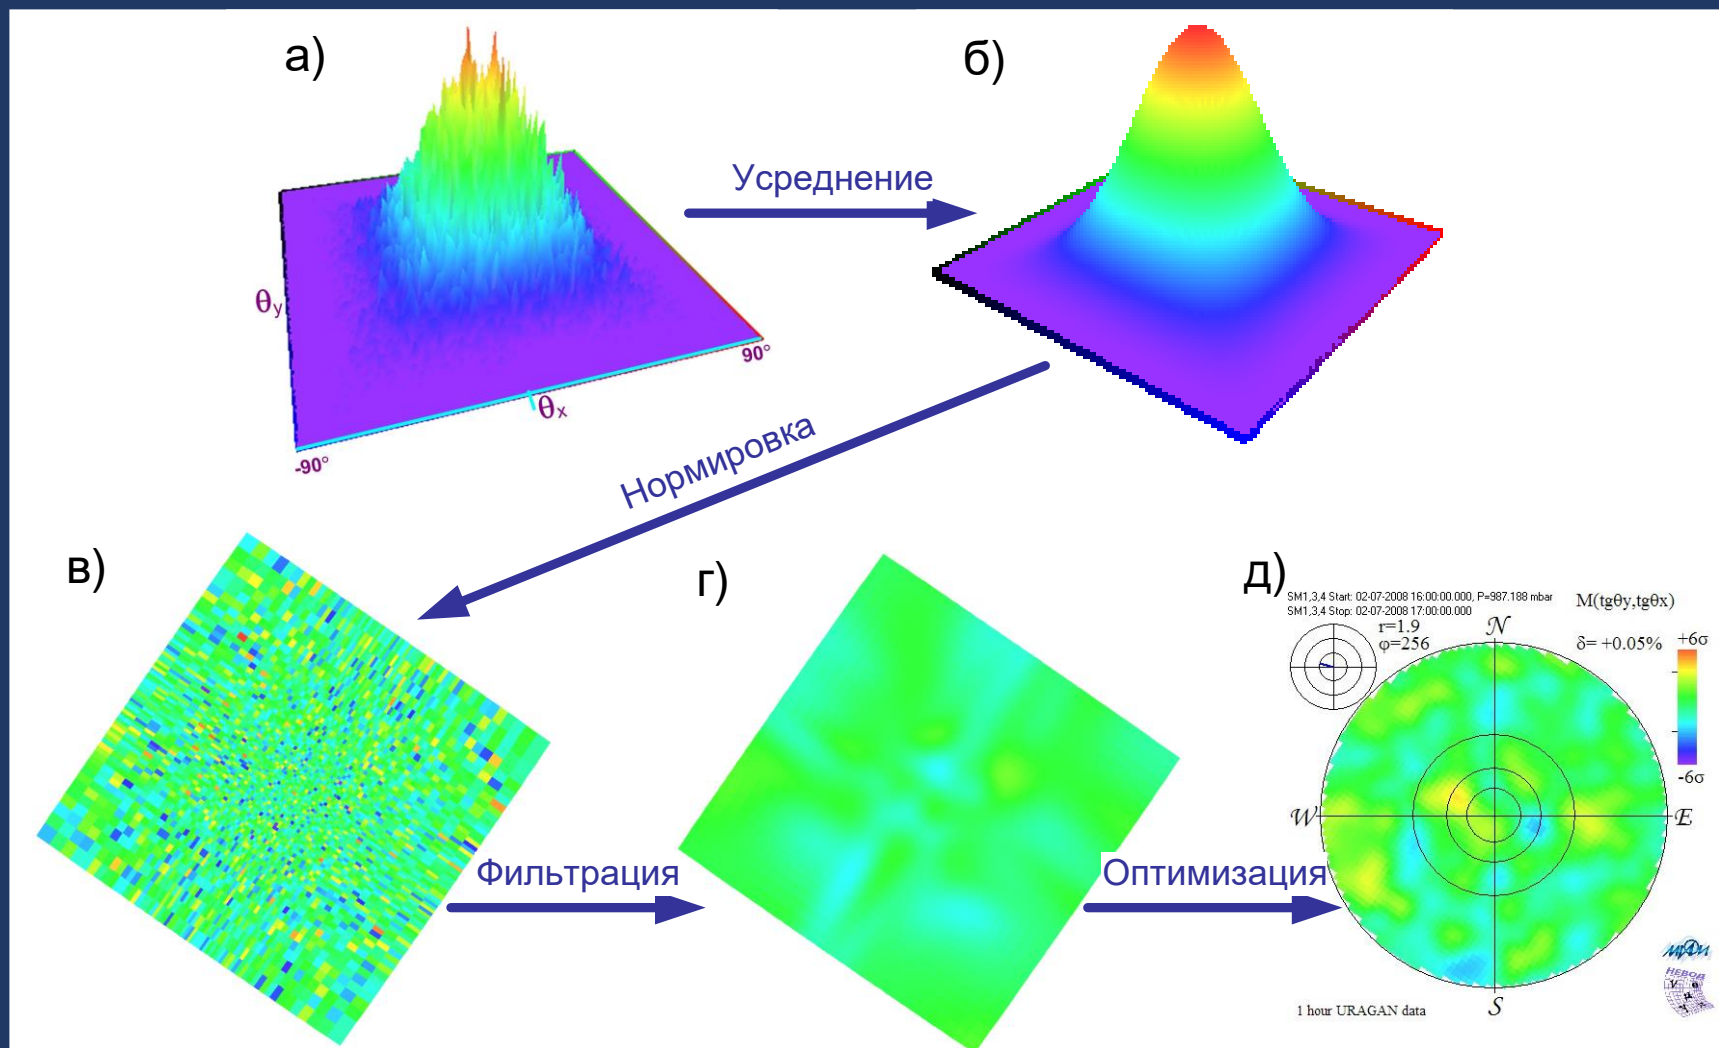 а)
б)
Усреднение
θy
90°
θx
-90°
Нормировка
в)
г)
д)
SM1,3,4 Start: 02-07-2008 16:00:00.000, P=987.188 mbar
SM1,3,4 Stop: 02-07-2008 17:00:00.000
M(tgθy,tgθx)
r=1.9
φ=256
N
δ= +0.05%
+6σ
-6σ
W
E
Фильтрация
Оптимизация
S
1 hour URAGAN data
НЕВОД